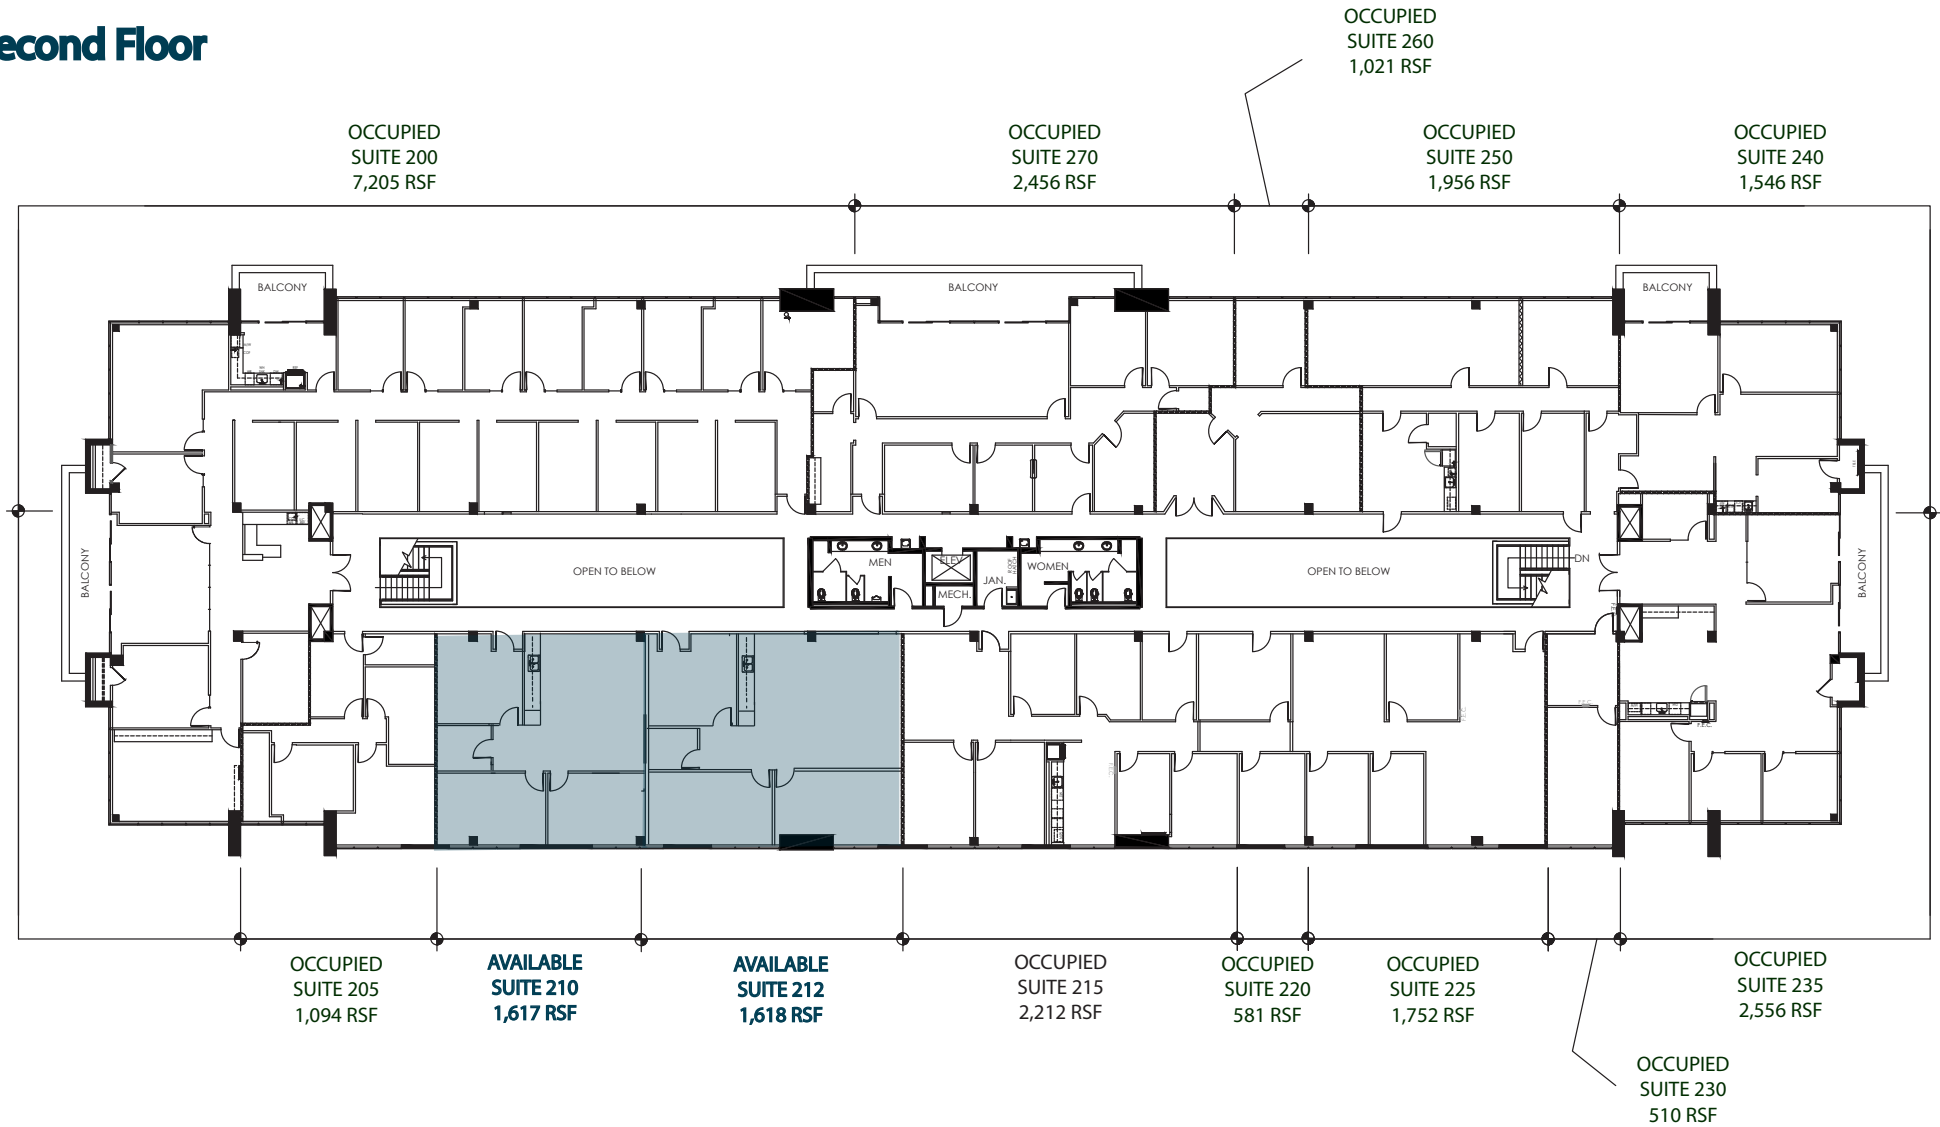 econd Floor
OCCUPIED
SUITE 260
1,021 RSF
OCCUPIED
SUITE 200
7,205 RSF
OCCUPIED
SUITE 270
2,456 RSF
OCCUPIED
SUITE 250
1,956 RSF
OCCUPIED
SUITE 240
1,546 RSF
BALCONY
BALCONY
BALCONY
BALCONY
OPEN TO BELOW
MEN
ELEV
MECH.
JAN.
WOMEN
OPEN TO BELOW
DN
BALCONY
F.E.C.
F.E.C.
OCCUPIED
SUITE 205
1,094 RSF
AVAILABLE
SUITE 210
1,617 RSF
AVAILABLE
SUITE 212
1,618 RSF
OCCUPIED
SUITE 215
2,212 RSF
OCCUPIED
SUITE 220
581 RSF
OCCUPIED
SUITE 225
1,752 RSF
OCCUPIED
SUITE 235
2,556 RSF
OCCUPIED
SUITE 230
510 RSF